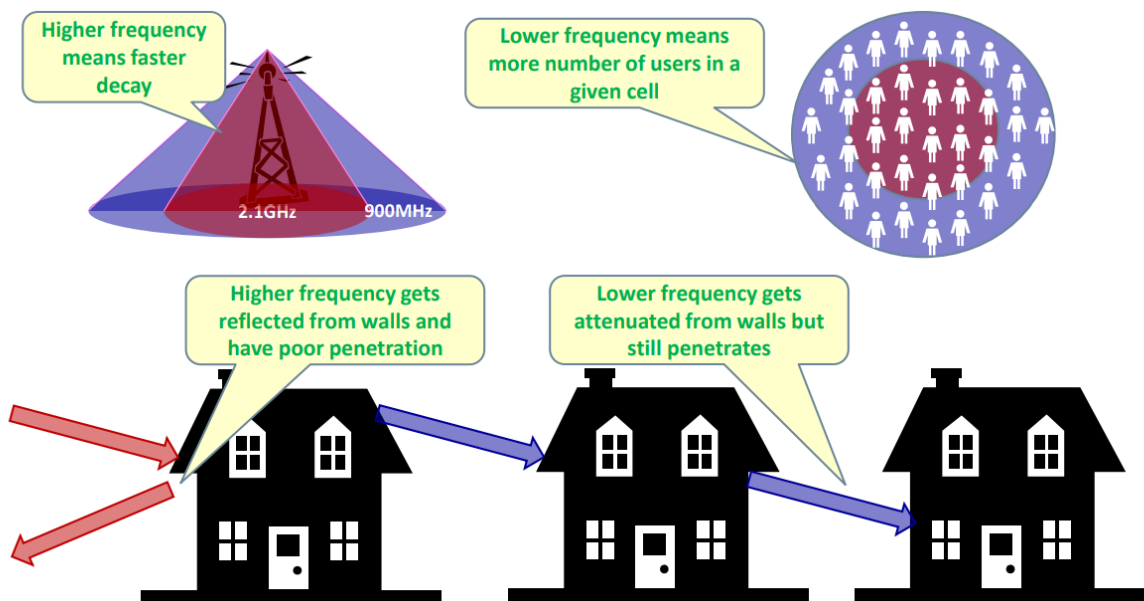 Higher frequency
means faster
decay
Lower frequency means
more number of users in a
given cell
2.1GHz
900MHz
Higher frequency gets
reflected from walls and
have poor penetration
Lower frequency gets
attenuated from walls but
still penetrates